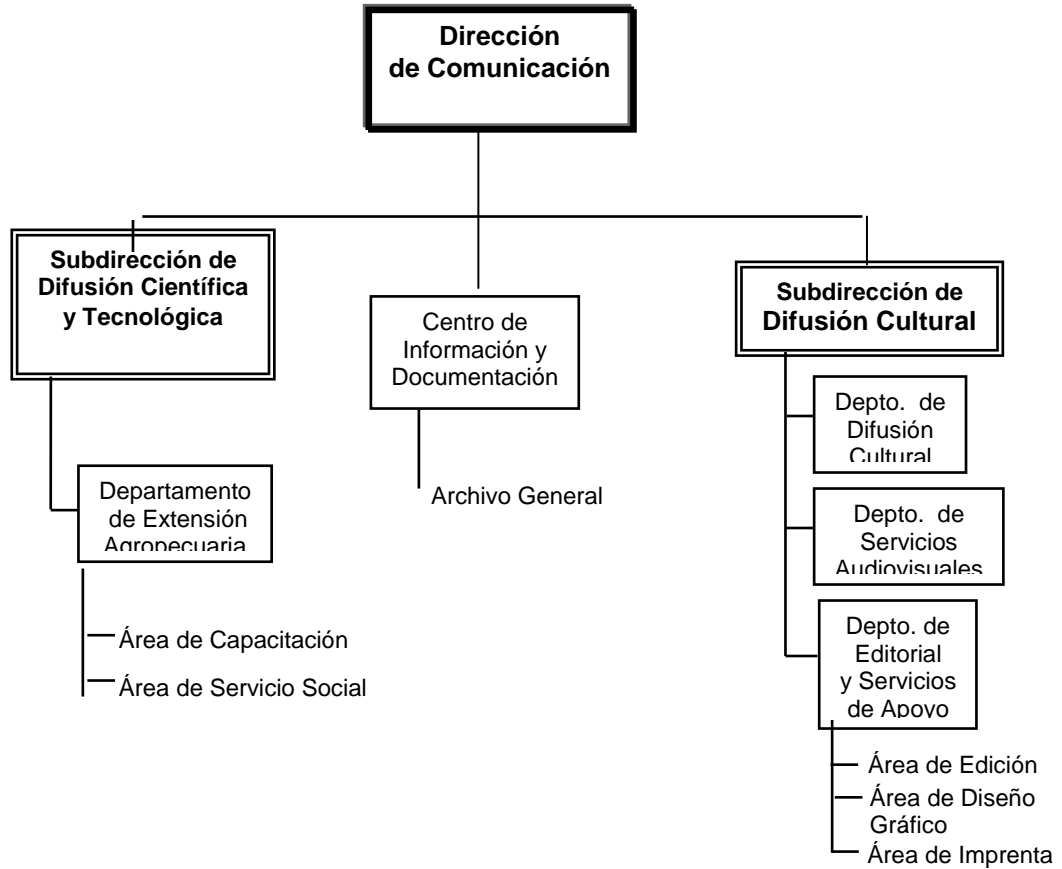 Dirección
de Comunicación
Subdirección de
Difusión Científica
y Tecnológica
Centro de
Información y
Documentación
Subdirección de
Difusión Cultural
Depto. de
Difusión
Cultural
Departamento
de Extensión
Agropecuaria
Archivo General
Depto. de
Servicios
Audiovisuales
Área de Capacitación
Área de Servicio Social
Depto. de
Editorial
y Servicios
de Apoyo
Área de Edición
Área de Diseño
Gráfico
Área de Imprenta